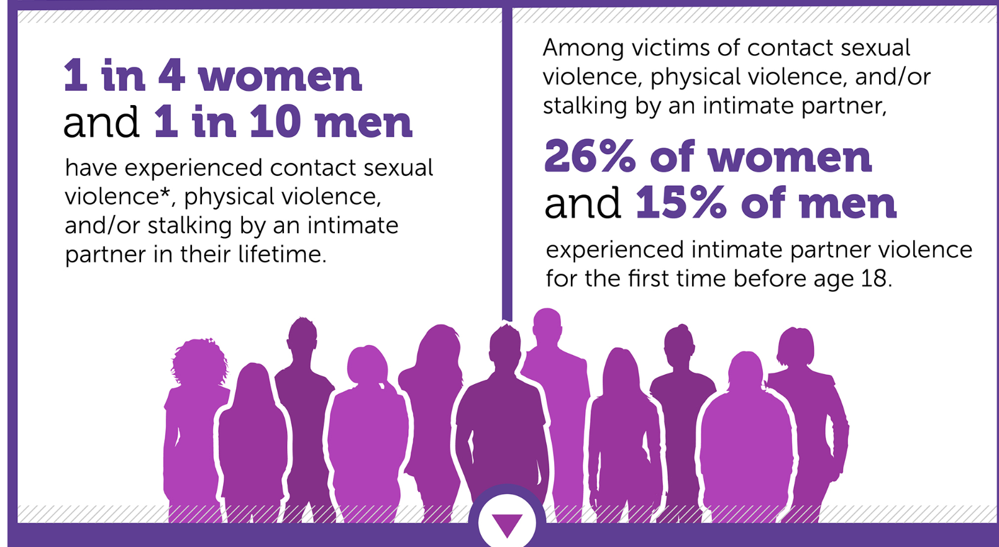 1 in 4 women
and 1 in 10 men
have experienced contact sexual
violence*, physical violence,
and/or stalking by an intimate
partner in their lifetime.
Among victims of contact sexual
violence, physical violence, and/or
stalking by an intimate partner,
26% of women
and 15% of men
experienced intimate partner violence
for the first time before age 18.